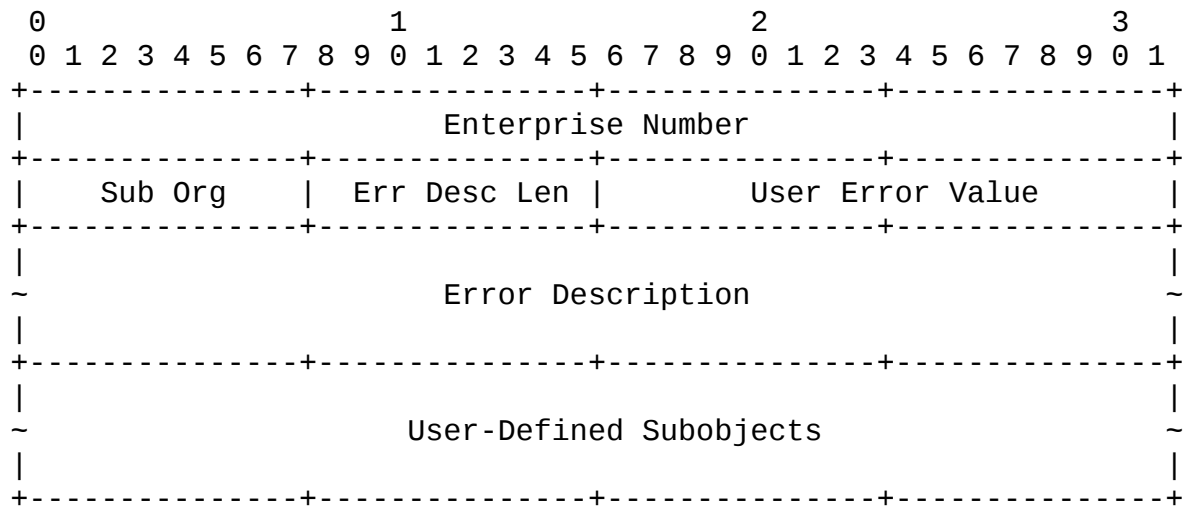 0                   1                   2                   3
 0 1 2 3 4 5 6 7 8 9 0 1 2 3 4 5 6 7 8 9 0 1 2 3 4 5 6 7 8 9 0 1
+---------------+---------------+---------------+---------------+
|                       Enterprise Number                       |
+---------------+---------------+---------------+---------------+
|    Sub Org    | Err Desc Len  |        User Error Value       |
+---------------+---------------+---------------+---------------+
|                                                               |
~                       Error Description                       ~
|                                                               |
+---------------+---------------+---------------+---------------+
|                                                               |
~                     User-Defined Subobjects                   ~
|                                                               |
+---------------+---------------+---------------+---------------+